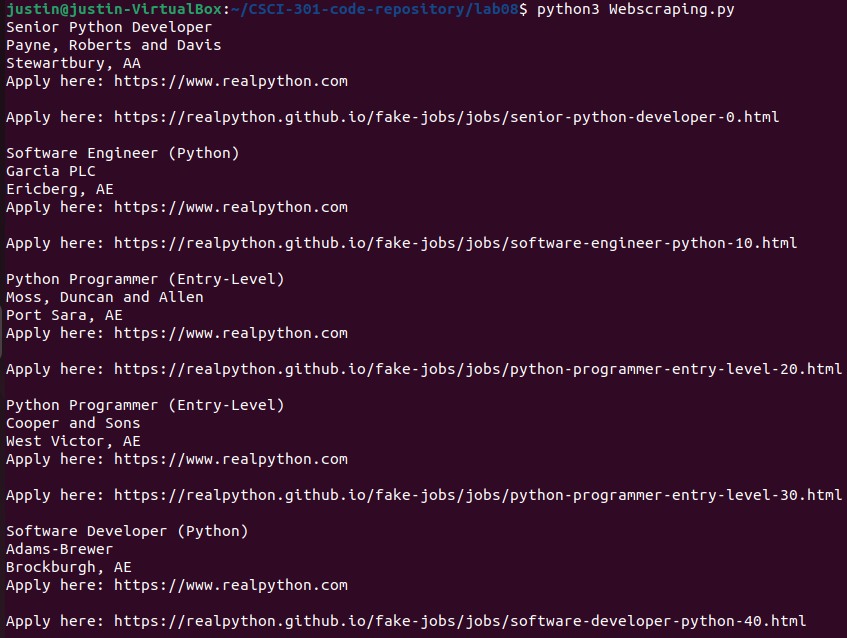 justin@justin-VirtualBox:~/CSCI-301-code-repository/lab08$ python3 Webscraping.py
Senior Python Developer
Payne, Roberts and Davis
Stewartbury, AA
Apply here: https://www.realpython.com
Apply here: https://realpython.github.io/fake-jobs/jobs/senior-python-developer-0.html
Software Engineer (Python)
Garcia PLC
Ericberg, AE
Apply here: https://www.realpython.com
Apply here: https://realpython.github.io/fake-jobs/jobs/software-engineer-python-10.html
Python Programmer (Entry-Level)
Moss, Duncan and Allen
Port Sara, AE
Apply here: https://www.realpython.com
Apply here: https://realpython.github.io/fake-jobs/jobs/python-programmer-entry-level-20.html
Python Programmer (Entry-Level)
Cooper and Sons
West Victor, AE
Apply here: https://www.realpython.com
Apply here: https://realpython.github.io/fake-jobs/jobs/python-programmer-entry-level-30.html
Software Developer (Python)
Adams-Brewer
Brockburgh, AE
Apply here: https://www.realpython.com
Apply here: https://realpython.github.io/fake-jobs/jobs/software-developer-python-40.html